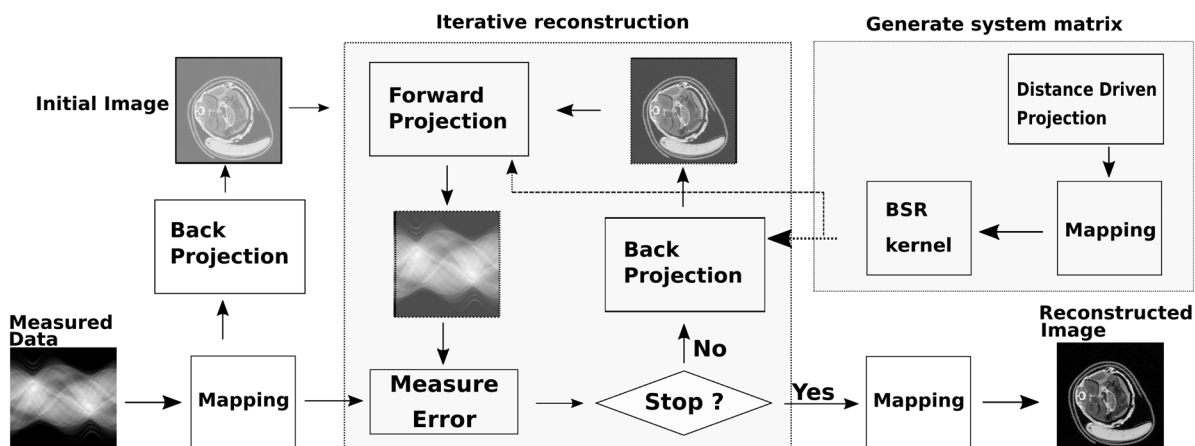 Iterative reconstruction
Generate system matrix
Initial Image
Forward
Projection
Distance Driven
Projection
Back
Projection
BSR
kernel
Mapping
Back
Projection
Measured
Data
Mapping
Measure
Error
No
Stop ?
Yes
Mapping
Reconstructed
Image